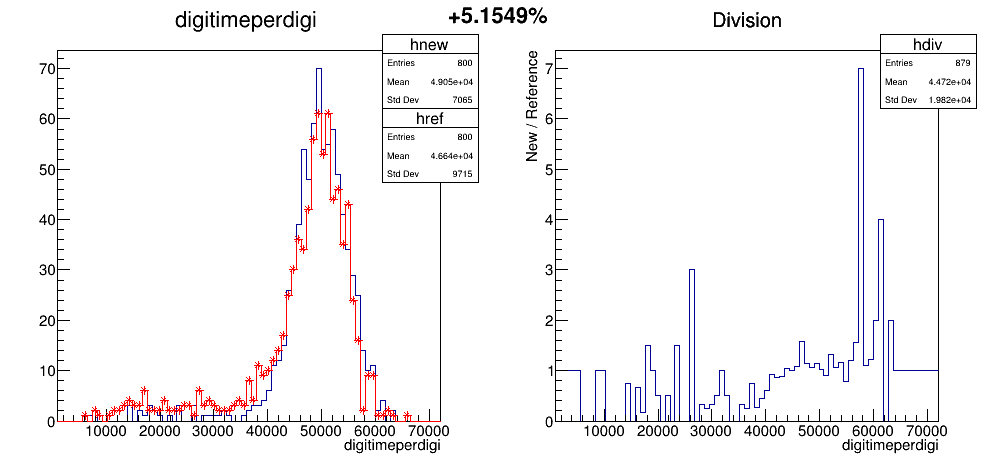 digitimeperdigi
+5.1549%
Division
hnew
Entries 800
Mean 4.905e+04
Std Dev 7065
href
Entries 800
Mean 4.664e+04
Std Dev 9715
70
60
50
40
30
20
10
0
10000 20000 30000 40000 50000 60000 70000
digitimeperdigi
hdiv
Entries 879
Mean 4.472e+04
Std Dev 1.982e+04
New / Reference
7
6
5
4
3
2
1
0
10000 20000 30000 40000 50000 60000 70000
digitimeperdigi